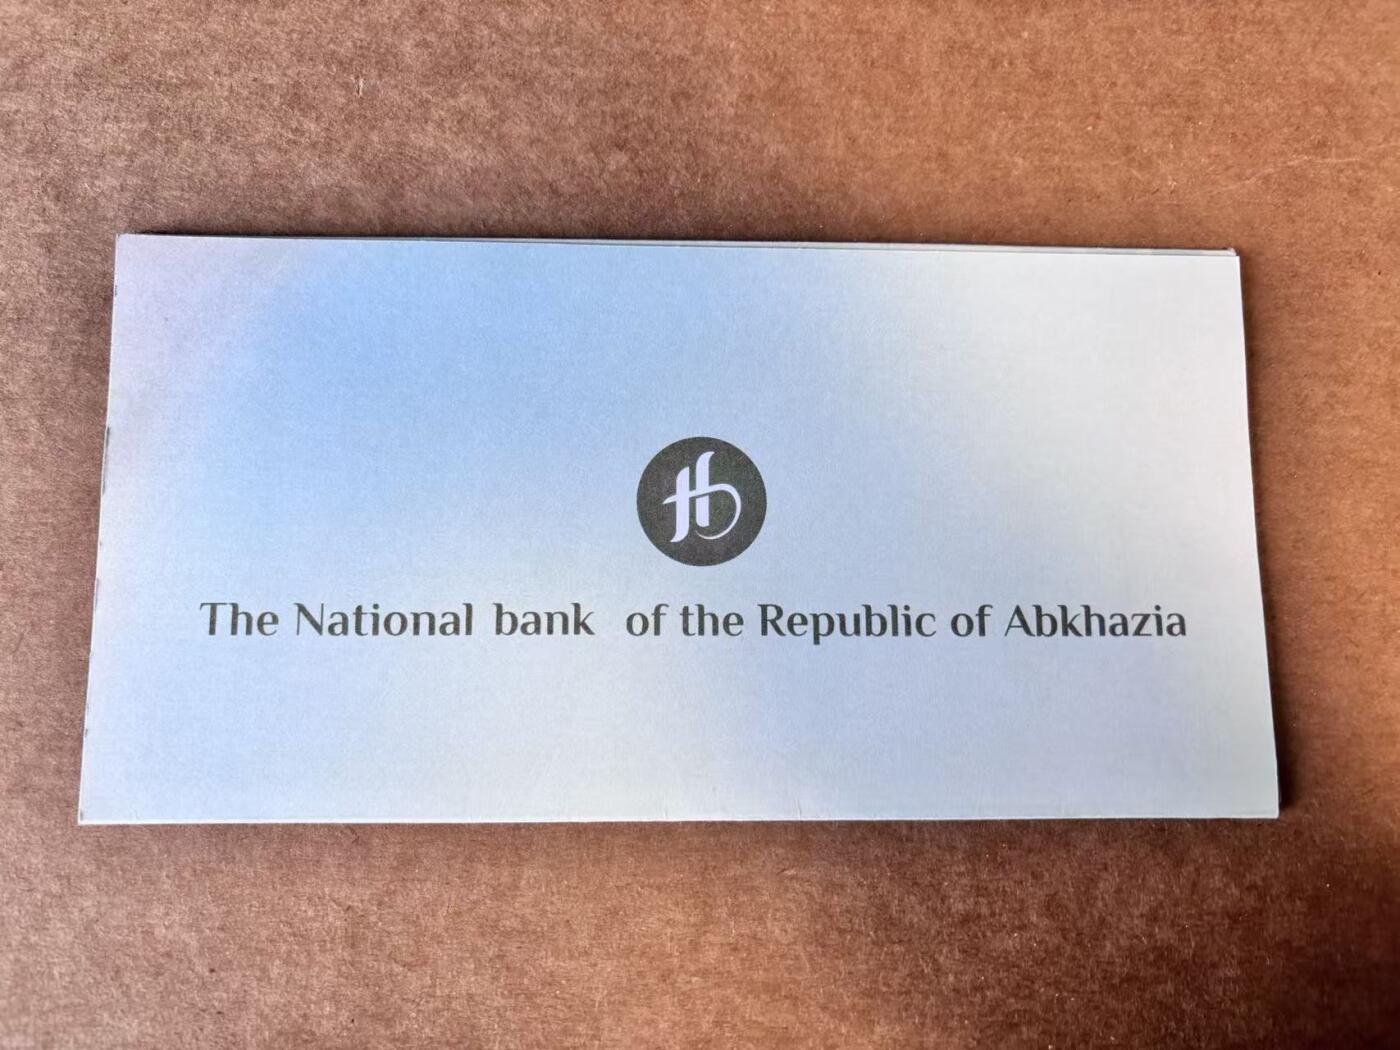 The National bank of the Republic of Abkhazia